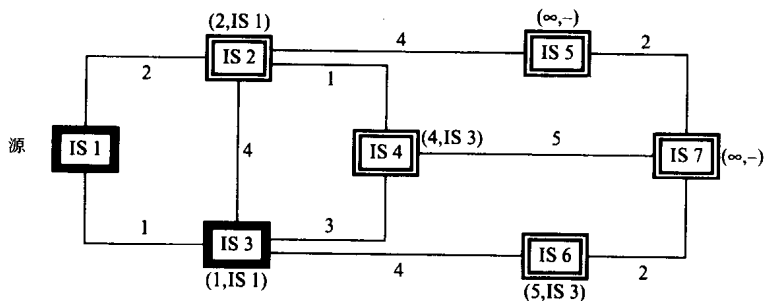 (2,IS 1)
(∞,−)
IS 2
4
IS 5
2
2
1
源
IS 1
4
IS 4
(4,IS 3)
5
IS 7
(∞,−)
1
IS 3
3
4
IS 6
2
(1,IS 1)
(5,IS 3)